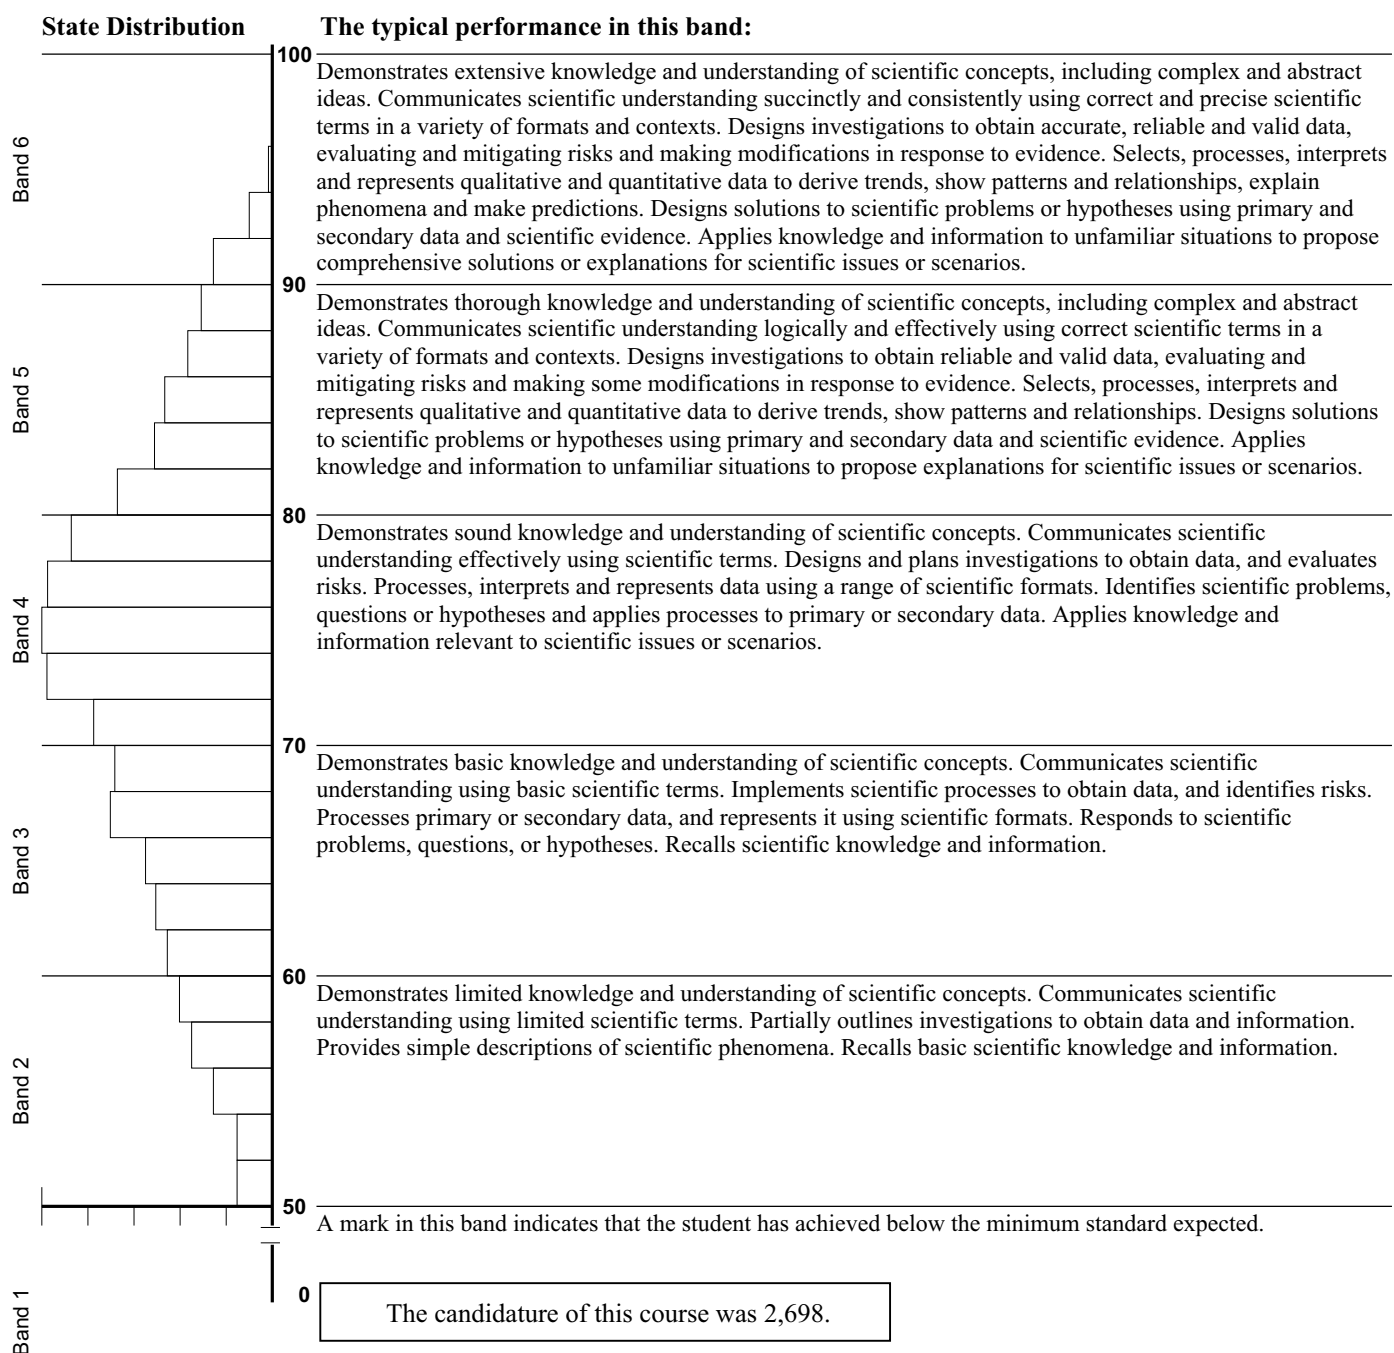 State Distribution
The typical performance in this band:
100
Demonstrates extensive knowledge and understanding of scientific concepts, including complex and abstract
ideas. Communicates scientific understanding succinctly and consistently using correct and precise scientific
terms in a variety of formats and contexts. Designs investigations to obtain accurate, reliable and valid data,
evaluating and mitigating risks and making modifications in response to evidence. Selects, processes, interprets
and represents qualitative and quantitative data to derive trends, show patterns and relationships, explain
phenomena and make predictions. Designs solutions to scientific problems or hypotheses using primary and
secondary data and scientific evidence. Applies knowledge and information to unfamiliar situations to propose
comprehensive solutions or explanations for scientific issues or scenarios.
Band 6
90
Demonstrates thorough knowledge and understanding of scientific concepts, including complex and abstract
ideas. Communicates scientific understanding logically and effectively using correct scientific terms in a
variety of formats and contexts. Designs investigations to obtain reliable and valid data, evaluating and
mitigating risks and making some modifications in response to evidence. Selects, processes, interprets and
represents qualitative and quantitative data to derive trends, show patterns and relationships. Designs solutions
to scientific problems or hypotheses using primary and secondary data and scientific evidence. Applies
knowledge and information to unfamiliar situations to propose explanations for scientific issues or scenarios.
Band 5
80
Demonstrates sound knowledge and understanding of scientific concepts. Communicates scientific
understanding effectively using scientific terms. Designs and plans investigations to obtain data, and evaluates
risks. Processes, interprets and represents data using a range of scientific formats. Identifies scientific problems,
questions or hypotheses and applies processes to primary or secondary data. Applies knowledge and
information relevant to scientific issues or scenarios.
Band 4
70
Demonstrates basic knowledge and understanding of scientific concepts. Communicates scientific
understanding using basic scientific terms. Implements scientific processes to obtain data, and identifies risks.
Processes primary or secondary data, and represents it using scientific formats. Responds to scientific
problems, questions, or hypotheses. Recalls scientific knowledge and information.
Band 3
60
Demonstrates limited knowledge and understanding of scientific concepts. Communicates scientific
understanding using limited scientific terms. Partially outlines investigations to obtain data and information.
Provides simple descriptions of scientific phenomena. Recalls basic scientific knowledge and information.
Band 2
50
A mark in this band indicates that the student has achieved below the minimum standard expected.
0
Band 1
The candidature of this course was 2,698.